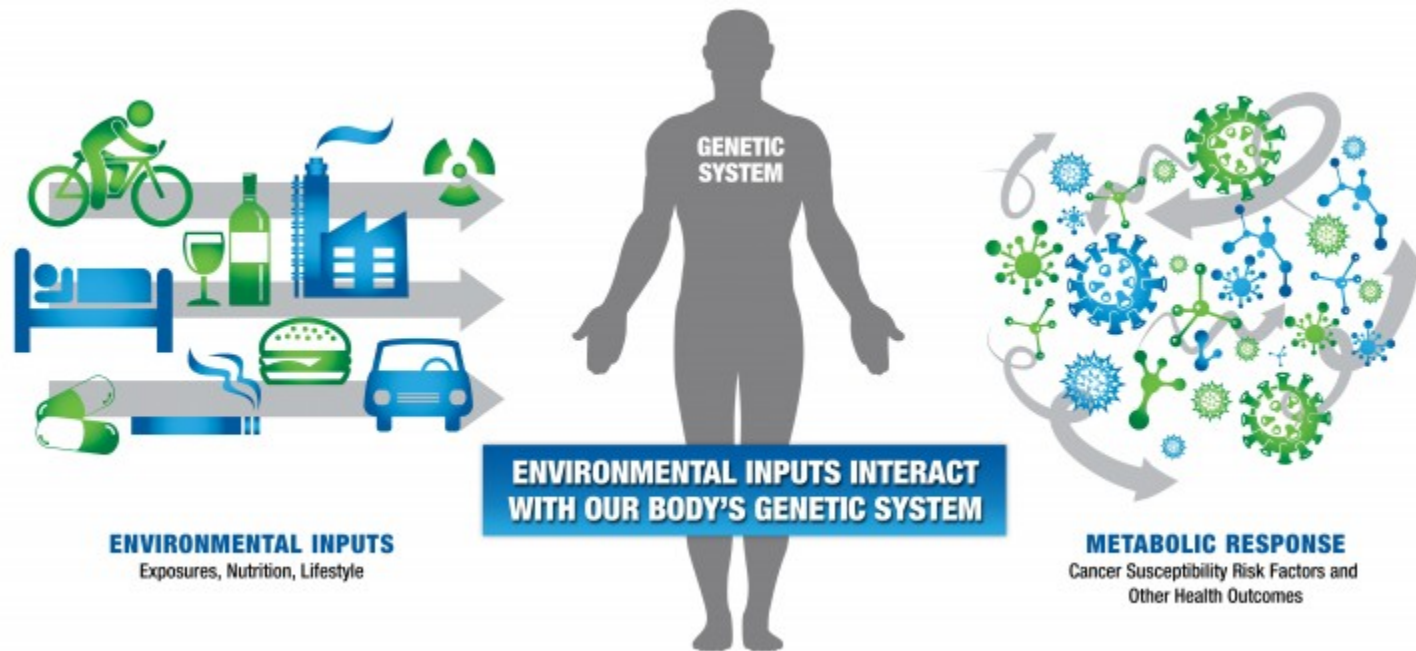 GENETIC
SYSTEM
ENVIRONMENTAL INPUTS INTERACT
WITH OUR BODY'S GENETIC SYSTEM
ENVIRONMENTAL INPUTS
Exposures, Nutrition, Lifestyle
METABOLIC RESPONSE
Cancer Susceptibility Risk Factors and
Other Health Outcomes